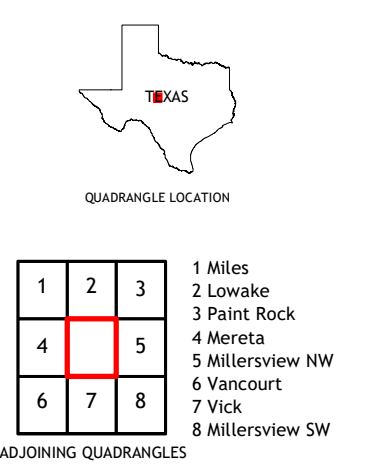 TEXAS
QUADRANGLE LOCATION
1 2 3
4 5
6 7 8
ADJOINING QUADRANGLES
1 Miles
2 Lowake
3 Paint Rock
4 Mereta
5 Millersview NW
6 Vancourt
7 Vick
8 Millersview SW